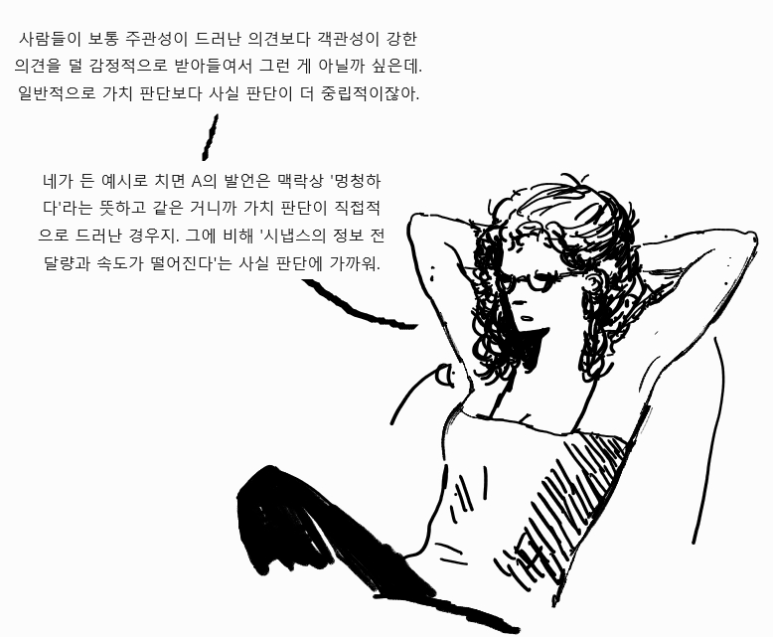 사람들이 보통 주관성이 드러난 의견보다 객관성이 강한
의견을 덜 감정적으로 받아들여서 그런 게 아닐까 싶은데.
일반적으로 가치 판단보다 사실 판단이 더 중립적이잖아.
네가 든 예시로 치면 A의 발언은 맥락상 '멍청하
다'라는 뜻하고 같은 거니까 가치 판단이 직접적
으로 드러난 경우지. 그에 비해 '시냅스의 정보 전
달량과 속도가 떨어진다'는 사실 판단에 가까워.